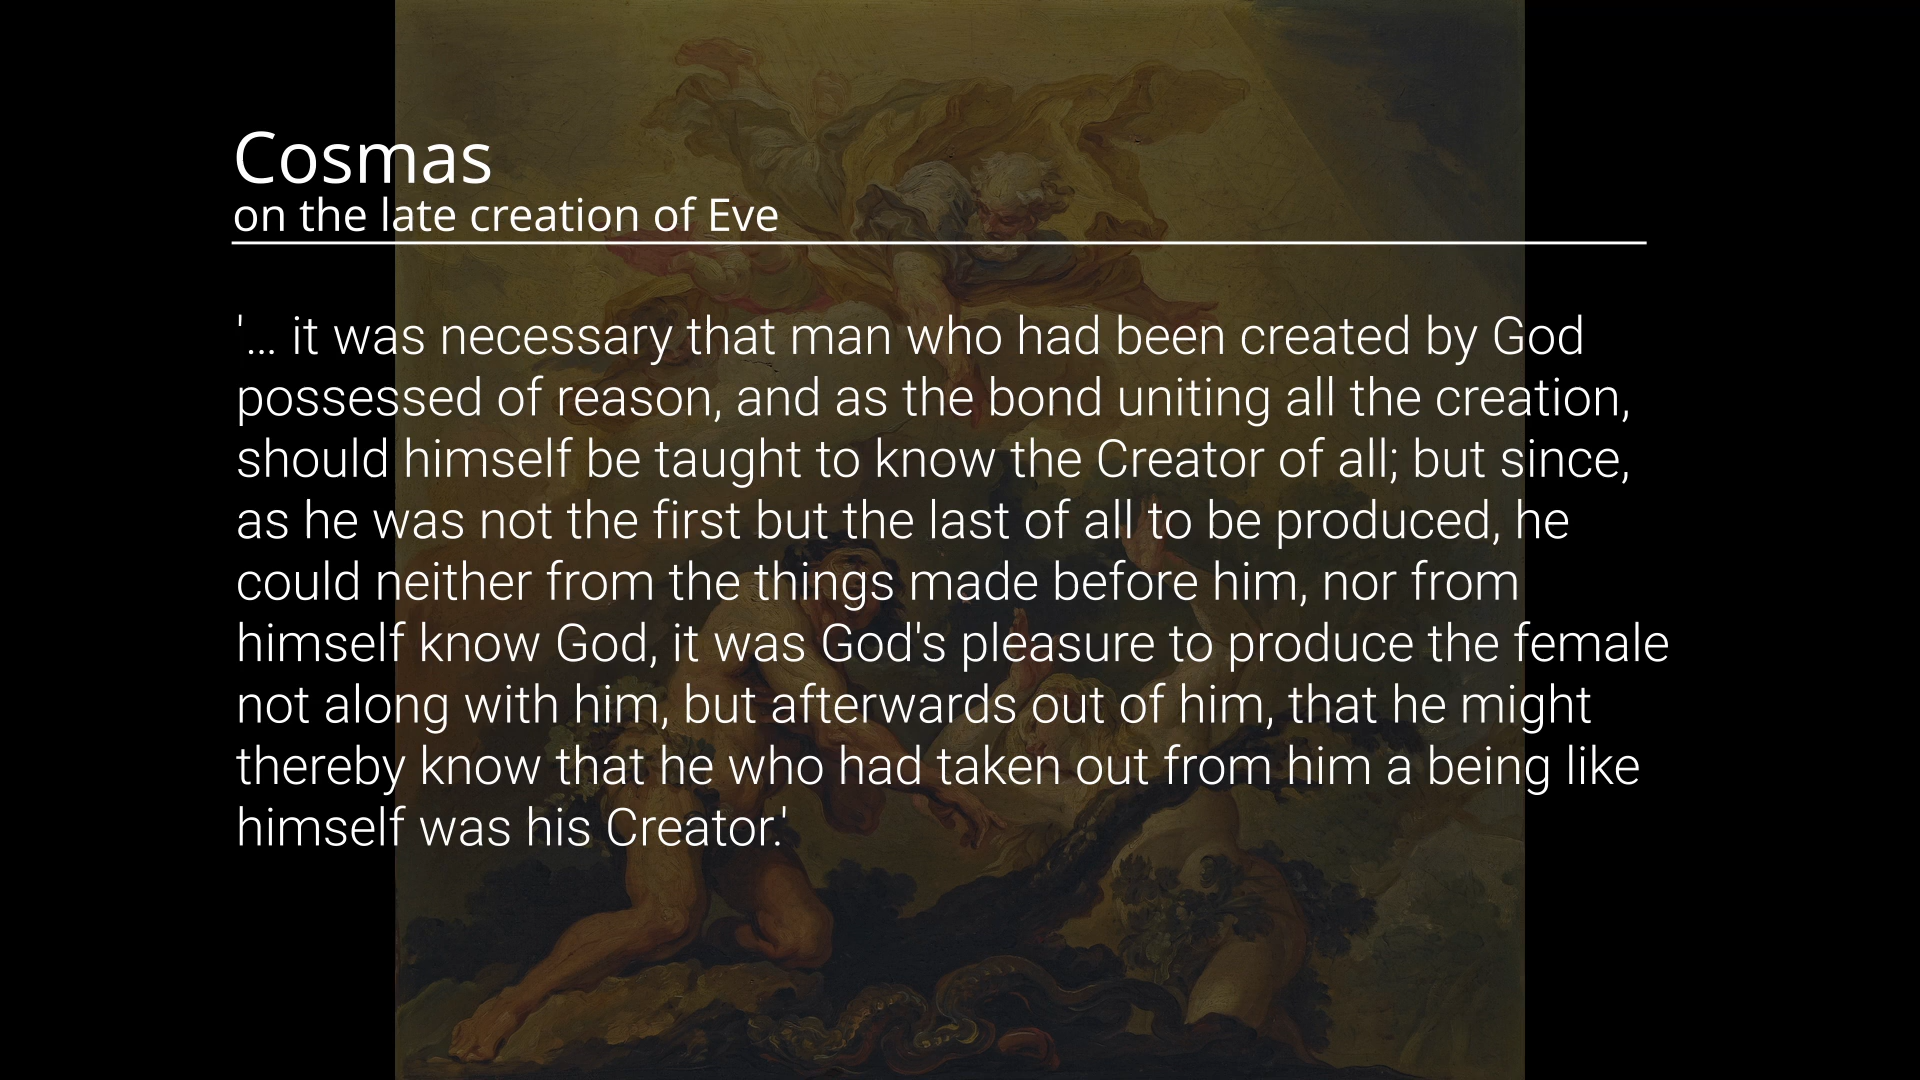 Cosmas
on the late creation of Eve
'... it was necessary that man who had been created by God
possessed of reason, and as the bond uniting all the creation,
should himself be taught to know the Creator of all; but since,
as he was not the first but the last of all to be produced, he
could neither from the things made before him, nor from
himself know God, it was God's pleasure to produce the female
not along with him, but afterwards out of him, that he might
thereby know that he who had taken out from him a being like
himself was his Creator.'